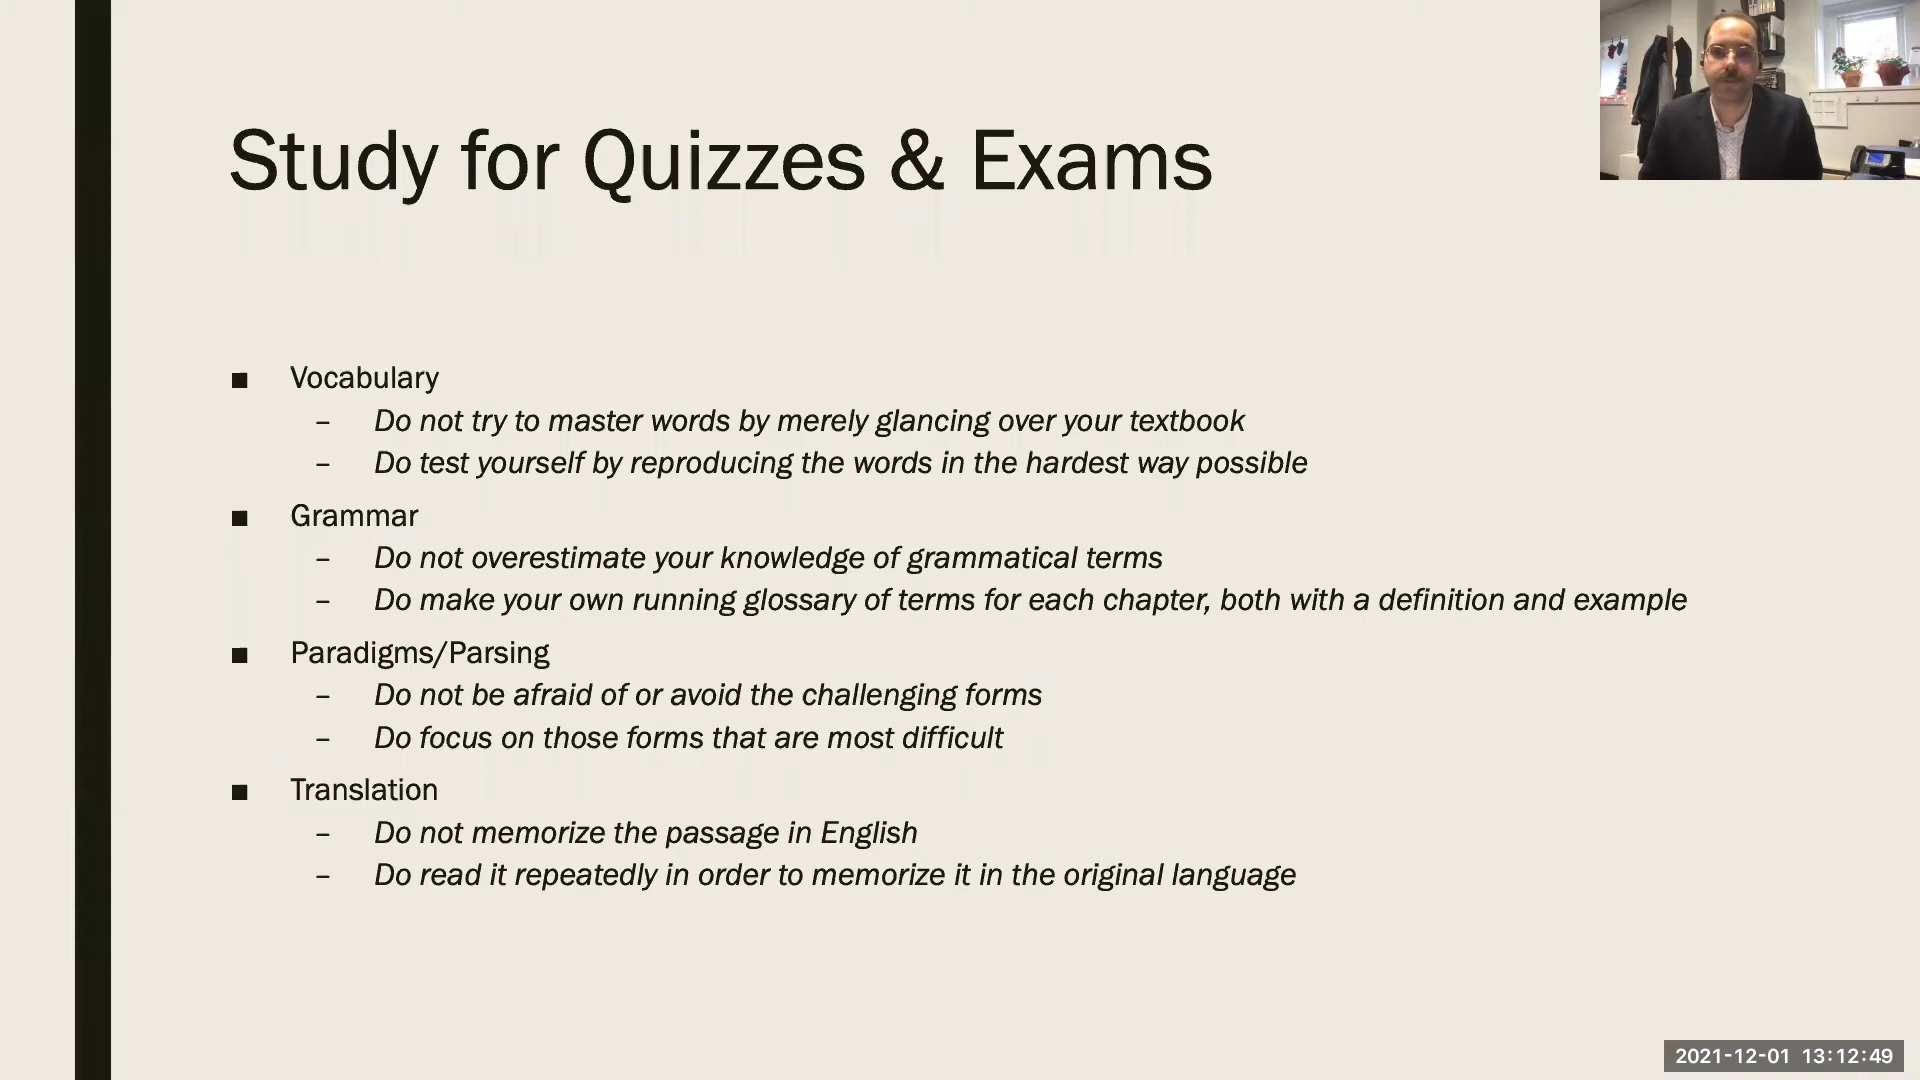 Study for Quizzes & Exams
■ Vocabulary
– Do not try to master words by merely glancing over your textbook
– Do test yourself by reproducing the words in the hardest way possible
■ Grammar
– Do not overestimate your knowledge of grammatical terms
– Do make your own running glossary of terms for each chapter, both with a definition and example
■ Paradigms/Parsing
– Do not be afraid of or avoid the challenging forms
– Do focus on those forms that are most difficult
■ Translation
– Do not memorize the passage in English
– Do read it repeatedly in order to memorize it in the original language
2021-12-01 13:12:49